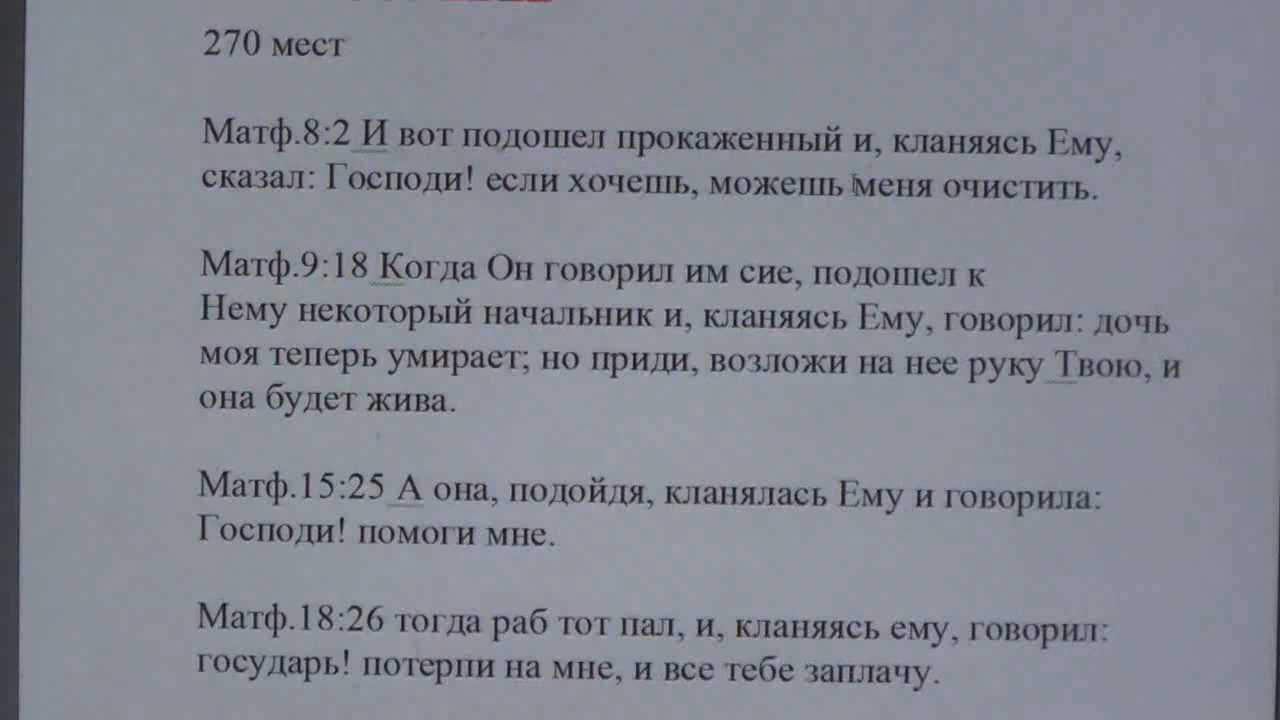 270 мест
Матф.8:2 И вот подошел прокаженный и, кланяясь Ему,
сказал: Господи! если хочешь, можешь меня очистить.
Матф.9:18 Когда Он говорил им сие, подошел к
Нему некоторый начальник и, кланяясь Ему, говорил: дочь
моя теперь умирает; но приди, возложи на нее руку Твою, и
она будет жива.
Матф.15:25 А она, подойдя, кланялась Ему и говорила:
Господи! помоги мне.
Матф.18:26 тогда раб тот пал, и, кланяясь ему, говорил:
государь! потерпи на мне, и все тебе заплачу.